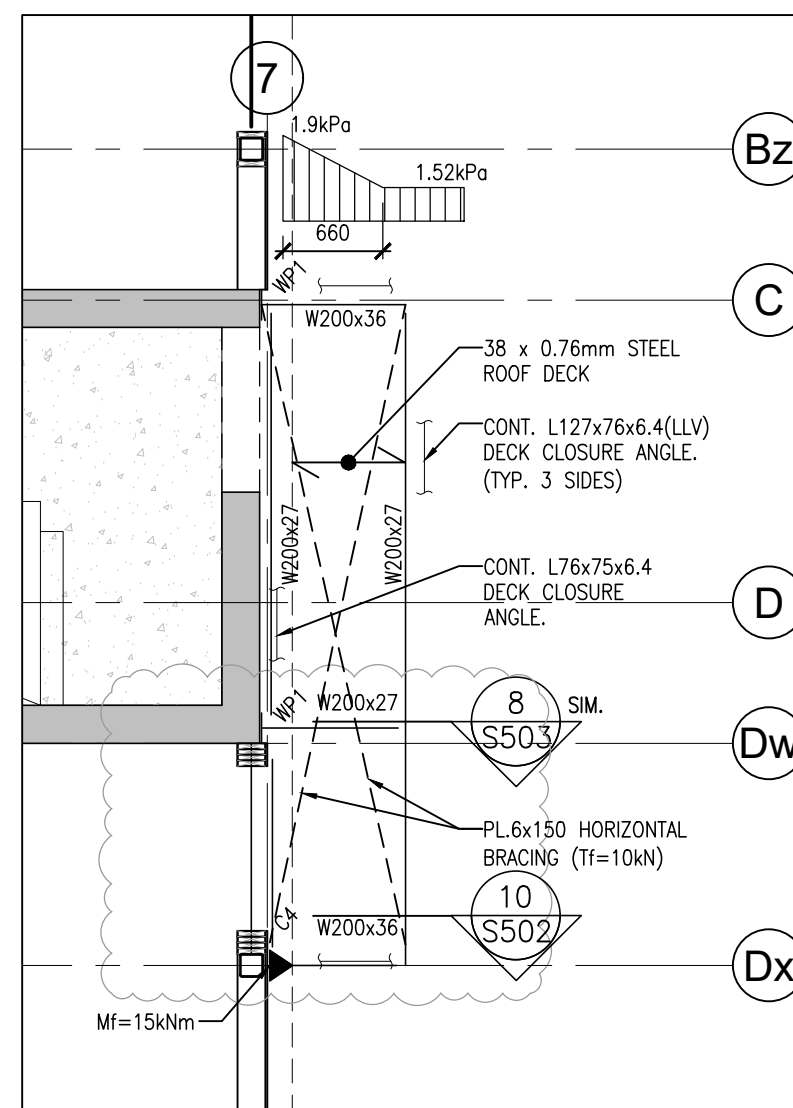 7
Bz
1.9kPa
1.52kPa
660
WP1
C
W200x36
38 x 0.76mm STEEL
ROOF DECK
CONT. L127x76x6.4(LLV)
DECK CLOSURE ANGLE.
(TYP. 3 SIDES)
W200x27
W200x27
CONT. L76x75x6.4
DECK CLOSURE
ANGLE.
D
WP1
W200x27
8
SIM.
S503
Dw
PL.6x150 HORIZONTAL
BRACING (Tf=10kN)
10
S502
C4
W200x36
Dx
Mf=15kNm